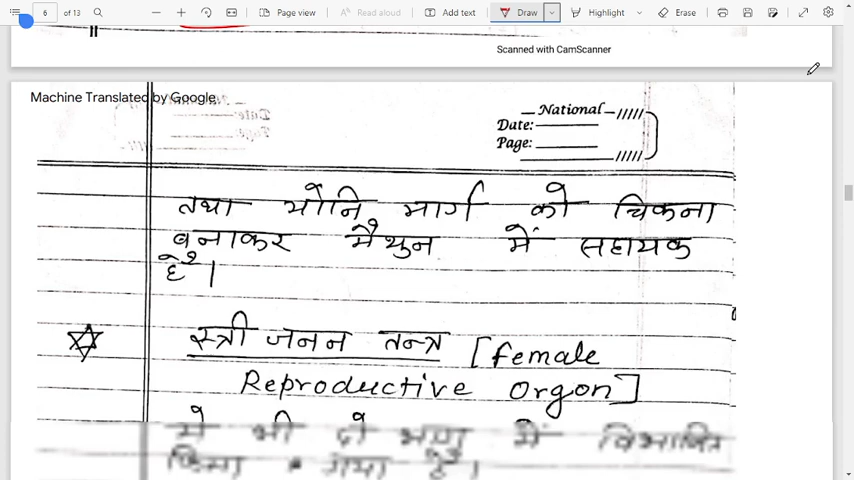 6 of 13 Page view Read aloud Add text Draw Highlight Erase Share
Scanned with CamScanner
Machine Translated by Google
National
Date:
Page:
तथा यौनि मार्ग को चिकना
बनाकर मैथुन में सहायक
है।
स्त्री जनन तन्त्र [female
Reproductive Orgon]
मे भी दो भाग में विभाजित
किया गया है।